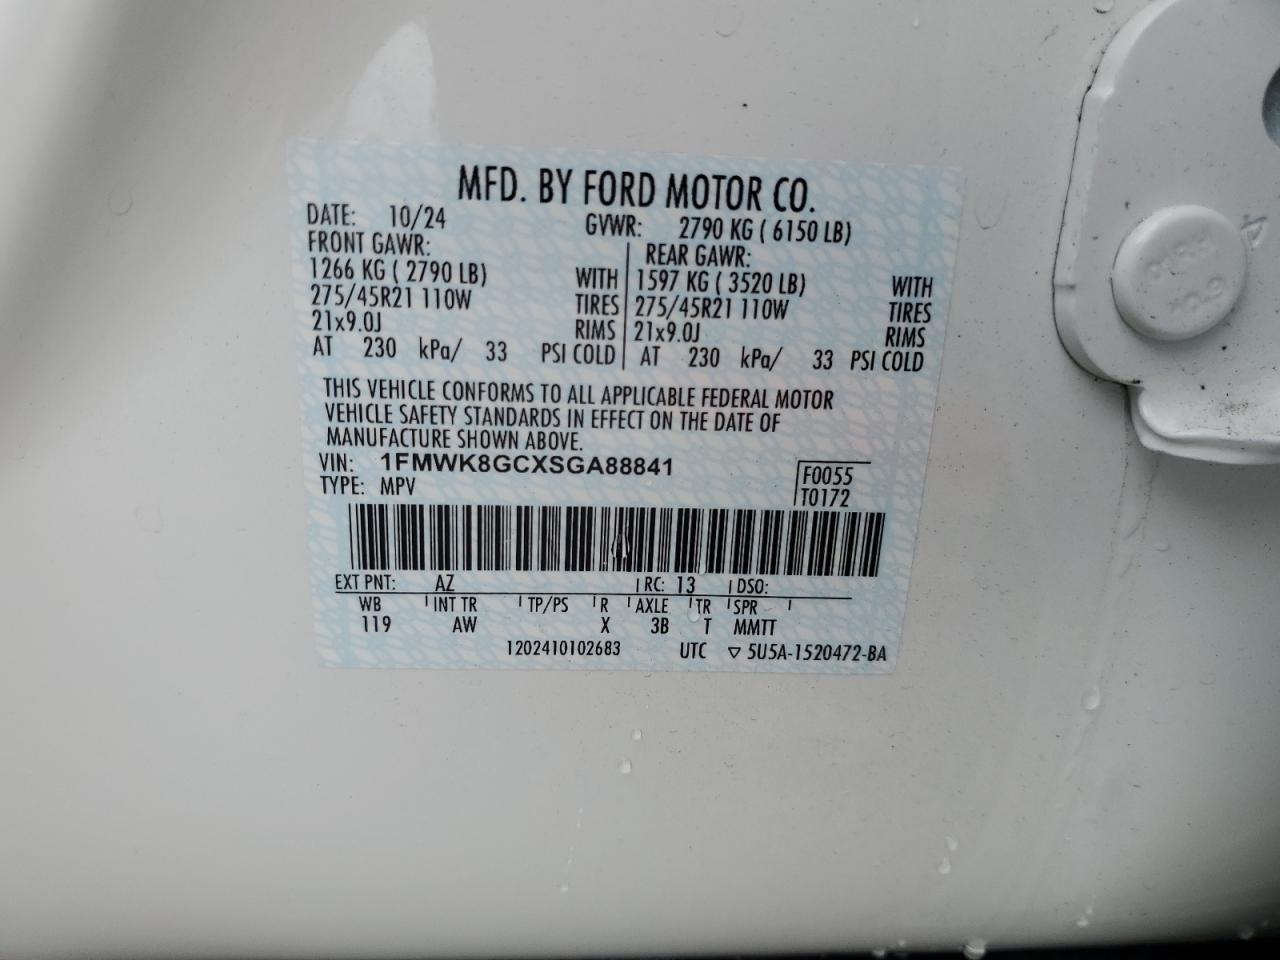 MFD. BY FORD MOTOR CO.
DATE: 10/24 GVWR: 2790 KG ( 6150 LB)
FRONT GAWR: REAR GAWR:
1266 KG ( 2790 LB) WITH 1597 KG ( 3520 LB) WITH
275/45R21 110W TIRES 275/45R21 110W TIRES
21x9.0J RIMS 21x9.0J RIMS
AT 230 kPa/ 33 PSI COLD AT 230 kPa/ 33 PSI COLD
THIS VEHICLE CONFORMS TO ALL APPLICABLE FEDERAL MOTOR
VEHICLE SAFETY STANDARDS IN EFFECT ON THE DATE OF
MANUFACTURE SHOWN ABOVE.
VIN: 1FMWK8GCXSGA88841 F0055
TYPE: MPV T0172
EXT PNT: AZ RC: 13 DSO:
WB INT TR TP/PS R AXLE TR SPR
119 AW X 3B T MMTT
1202410102683 UTC ▽ 5U5A-1520472-BA